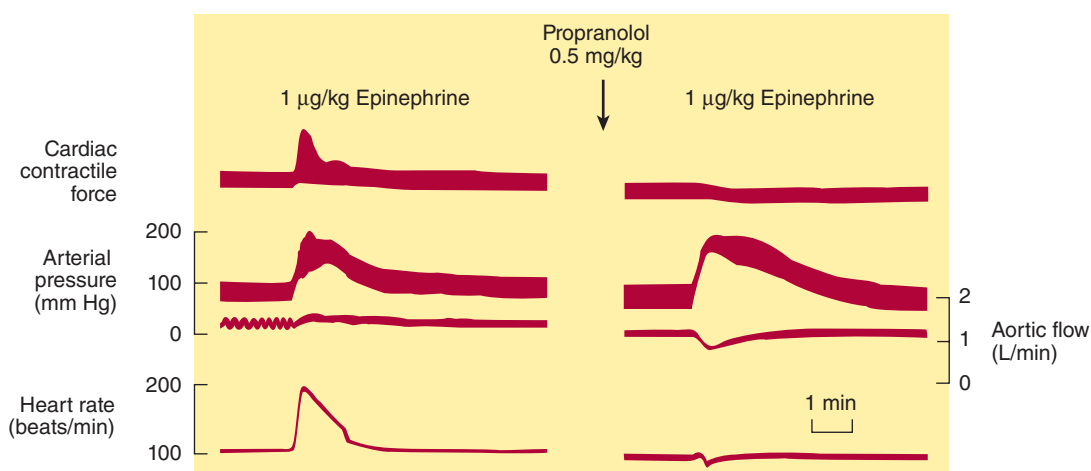 Propranolol
0.5 mg/kg
1 μg/kg Epinephrine
1 μg/kg Epinephrine
Cardiac
contractile
force
Arterial
pressure
(mm Hg)
200
100
0
2
1
0
Aortic flow
(L/min)
Heart rate
(beats/min)
200
100
1 min